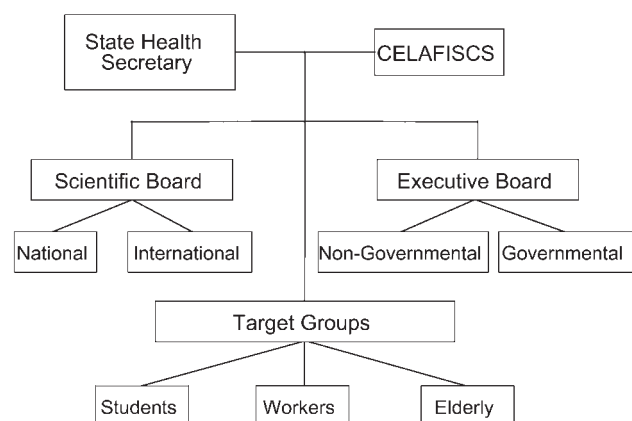 State Health
Secretary
CELAFISCS
Scientific Board
Executive Board
National
International
Non-Governmental
Governmental
Target Groups
Students
Workers
Elderly